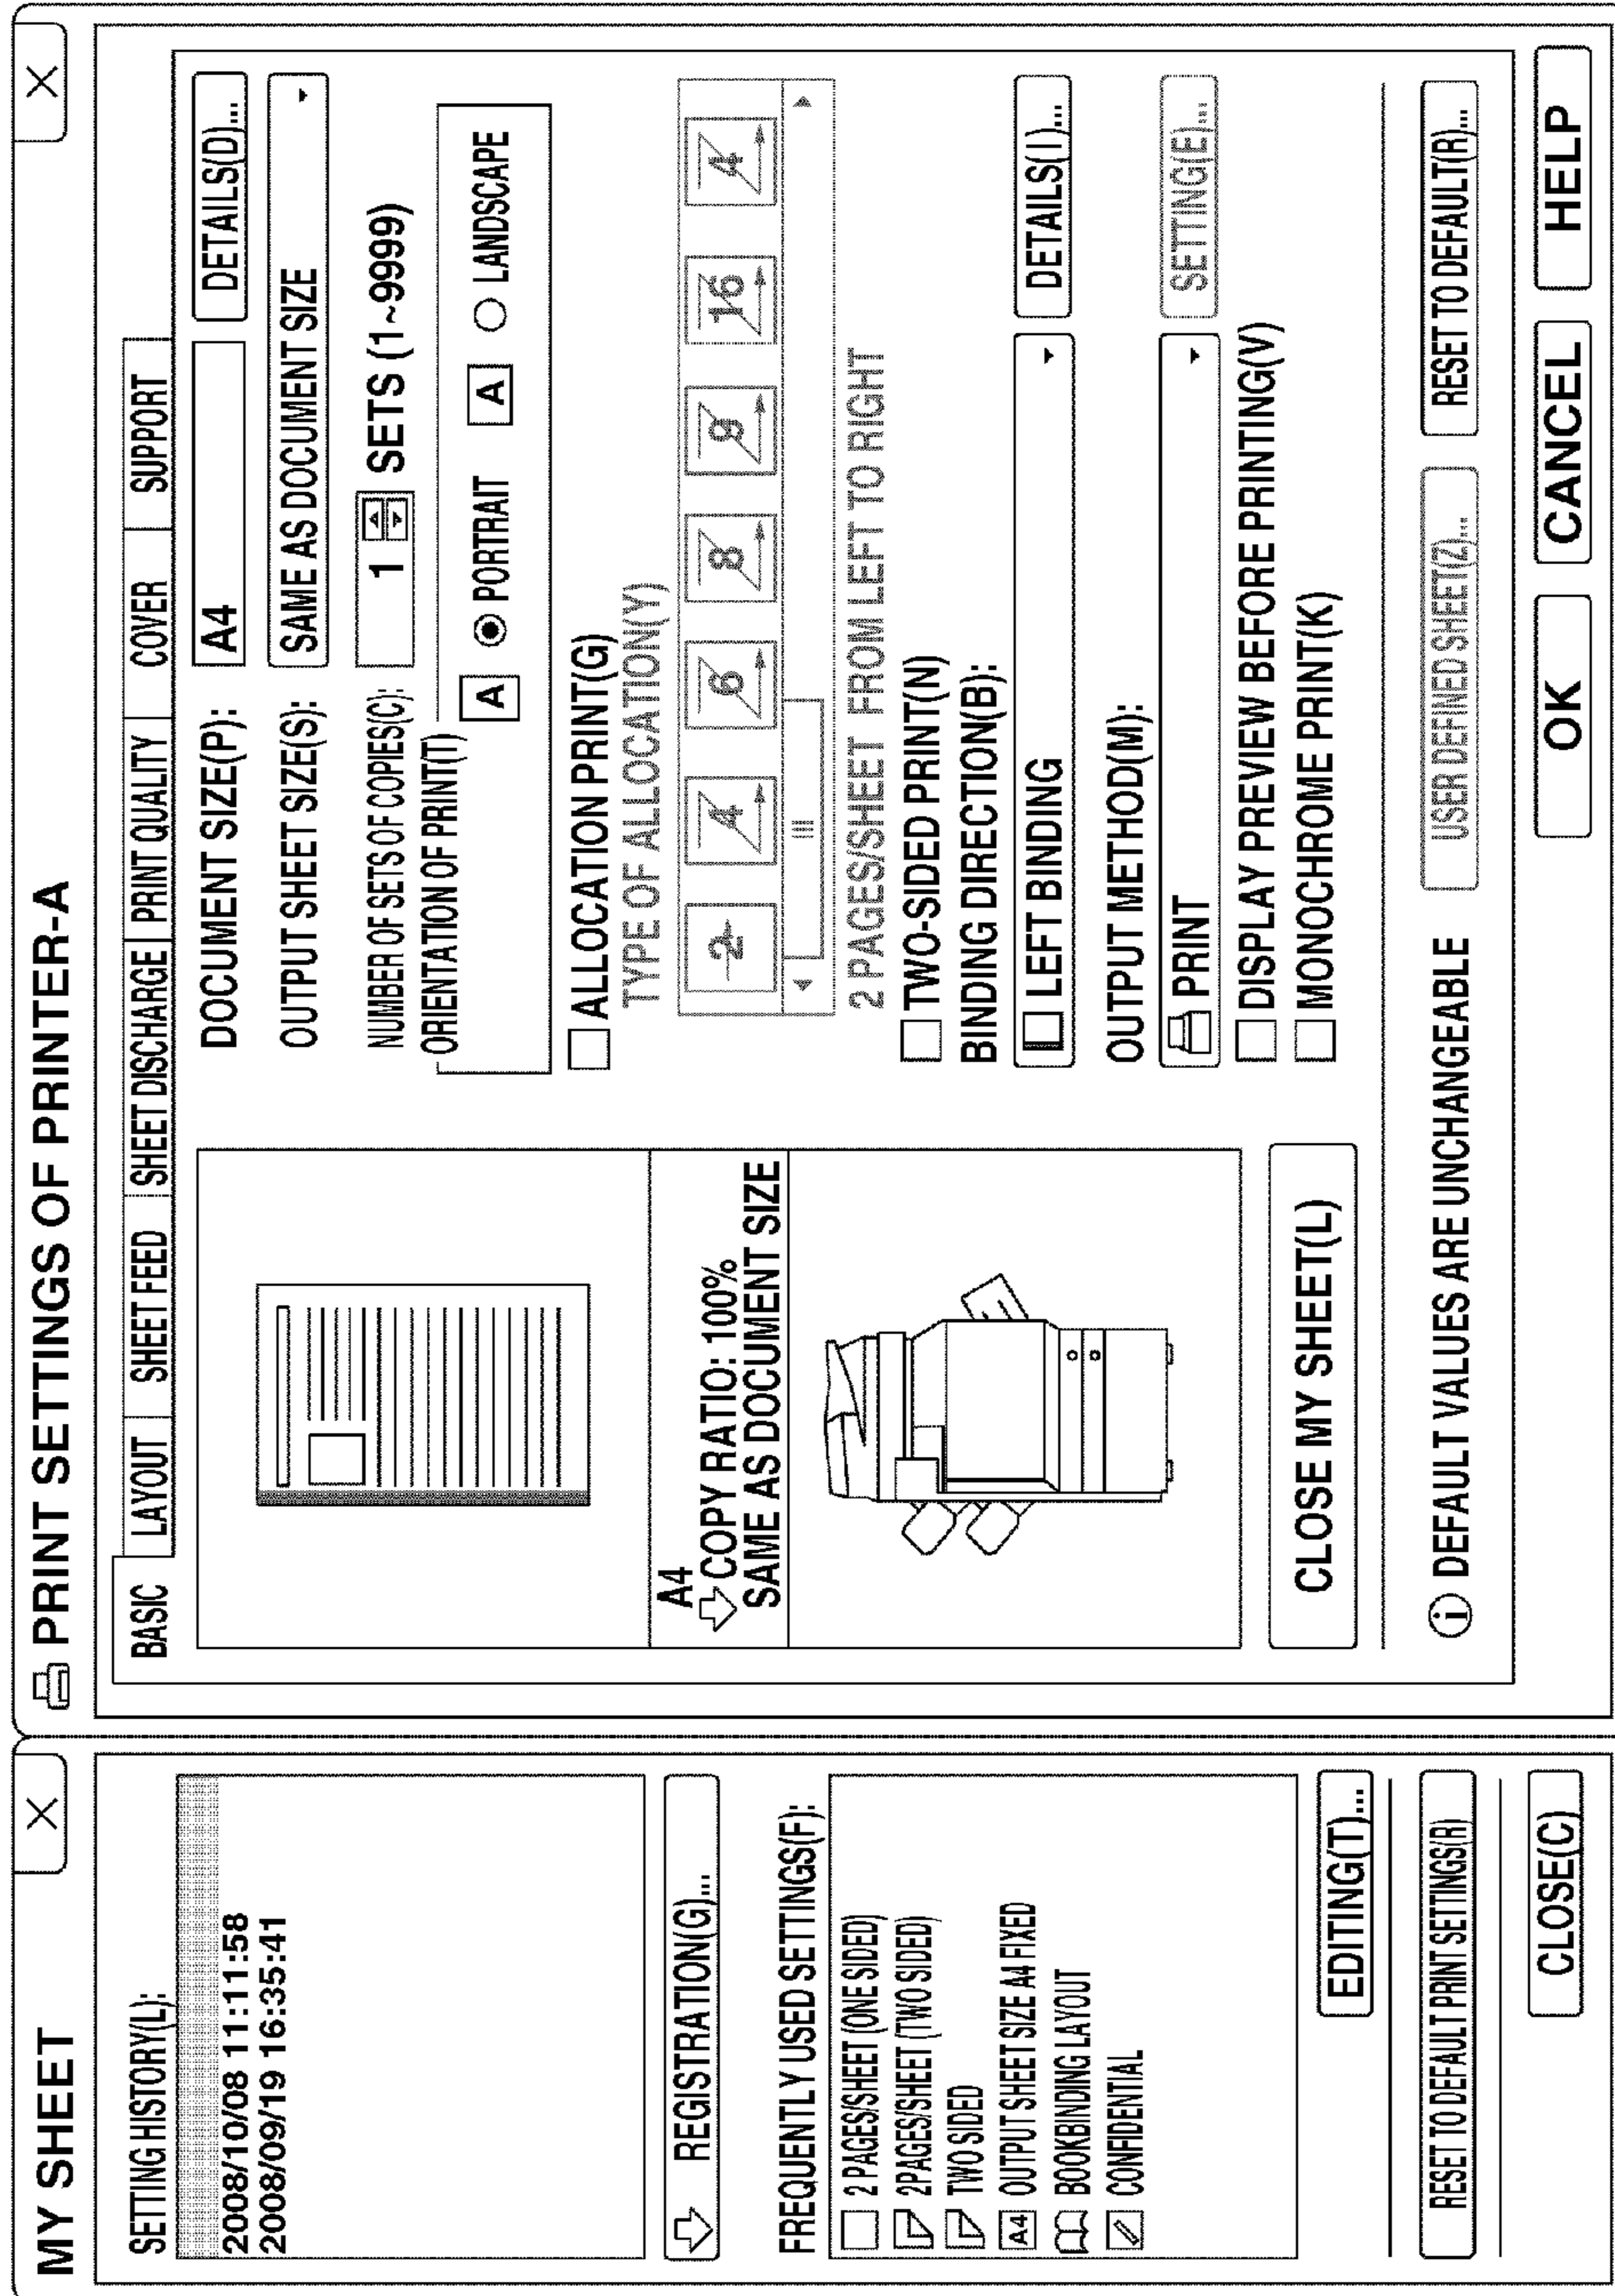 MY SHEET
SETTING HISTORY(L):
2008/10/08 11:11:58
2008/09/19 16:35:41
REGISTRATION(G)...
FREQUENTLY USED SETTINGS(F):
2 PAGES/SHEET (ONE SIDED)
2PAGES/SHEET (TWO SIDED)
TWO SIDED
A4 OUTPUT SHEET SIZE A4 FIXED
BOOKBINDING LAYOUT
CONFIDENTIAL
EDITING(T)...
RESET TO DEFAULT PRINT SETTINGS(R)
CLOSE(C)
PRINT SETTINGS OF PRINTER-A
BASIC LAYOUT SHEET FEED SHEET DISCHARGE PRINT QUALITY COVER SUPPORT
A4
COPY RATIO: 100%
SAME AS DOCUMENT SIZE
CLOSE MY SHEET(L)
DOCUMENT SIZE(P): A4 DETAILS(D)...
OUTPUT SHEET SIZE(S): SAME AS DOCUMENT SIZE
NUMBER OF SETS OF COPIES(C): 1 SETS (1~9999)
ORIENTATION OF PRINT(T)
A PORTRAIT A LANDSCAPE
ALLOCATION PRINT(G)
TYPE OF ALLOCATION(Y)
2 4 6 8 9 16 4
2 PAGES/SHEET FROM LEFT TO RIGHT
TWO-SIDED PRINT(N)
BINDING DIRECTION(B):
LEFT BINDING DETAILS(I)...
OUTPUT METHOD(M):
PRINT SETTING(E)...
DISPLAY PREVIEW BEFORE PRINTING(V)
MONOCHROME PRINT(K)
i DEFAULT VALUES ARE UNCHANGEABLE USER DEFINED SHEET(Z)... RESET TO DEFAULT(R)...
OK CANCEL HELP